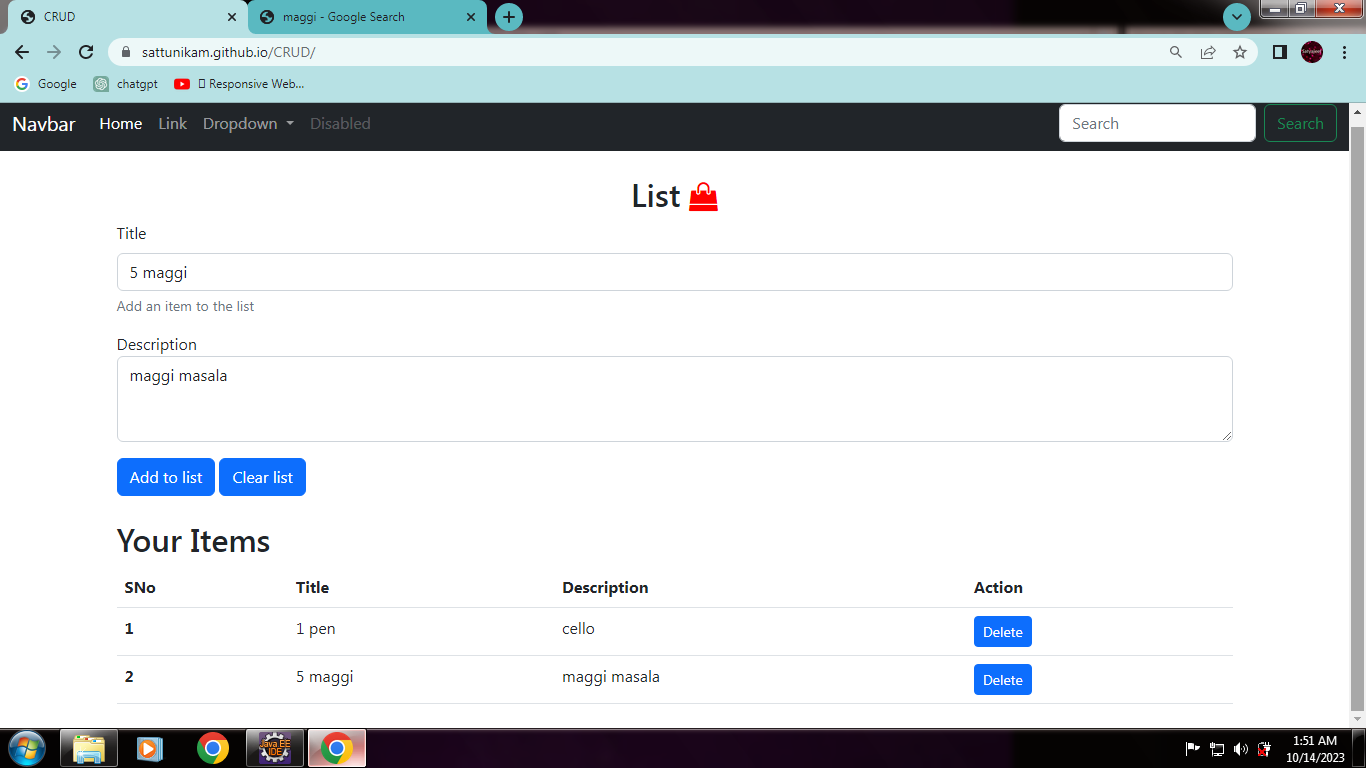 CRUD
maggi - Google Search
sattunikam.github.io/CRUD/
Google chatgpt Responsive Web...
Navbar Home Link Dropdown Disabled Search Search
List
Title
5 maggi
Add an item to the list
Description
maggi masala
Add to list Clear list
Your Items
SNo Title Description Action
1 1 pen cello Delete
2 5 maggi maggi masala Delete
Java EE
IDE
1:51 AM
10/14/2023